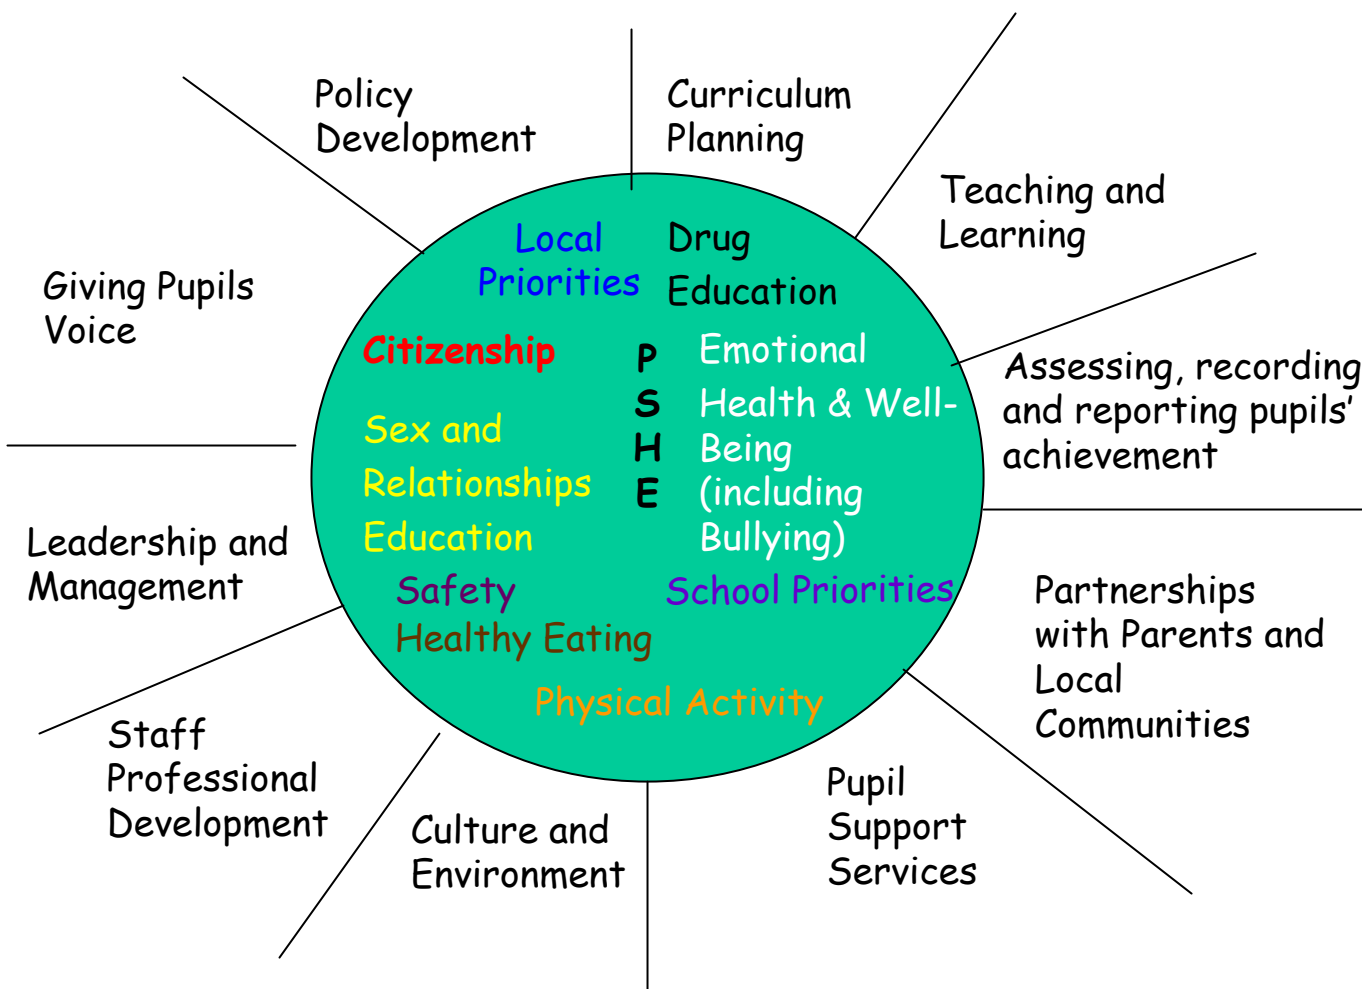 Policy
Development
Curriculum
Planning
Teaching and
Learning
Assessing, recording
and reporting pupils’
achievement
Partnerships
with Parents and
Local
Communities
Pupil
Support
Services
Culture and
Environment
Staff
Professional
Development
Leadership and
Management
Giving Pupils
Voice
Local
Priorities
Drug
Education
Citizenship
P
S
H
E
Emotional
Health & Well-
Being
(including
Bullying)
Sex and
Relationships
Education
Safety
School Priorities
Healthy Eating
Physical Activity